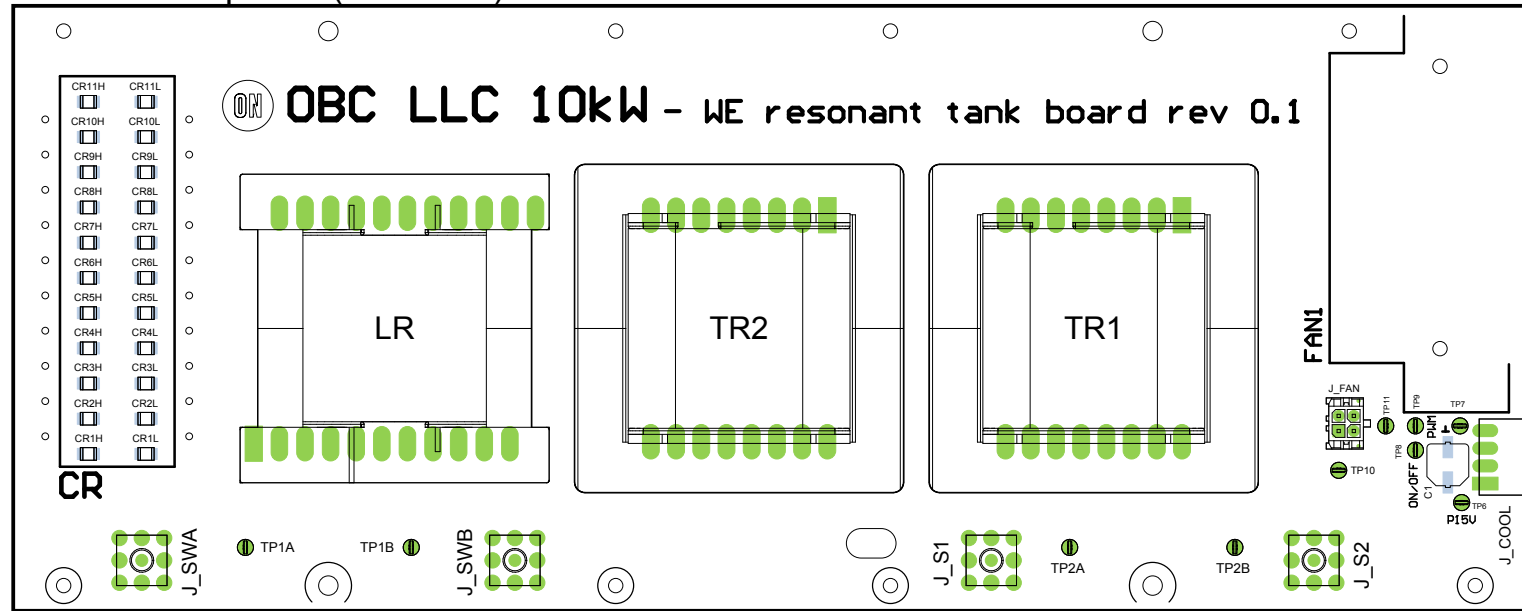 ON OBC LLC 10kW - WE resonant tank board rev 0.1
CR11H CR11L
CR10H CR10L
CR9H CR9L
CR8H CR8L
CR7H CR7L
CR6H CR6L
CR5H CR5L
CR4H CR4L
CR3H CR3L
CR2H CR2L
CR1H CR1L
CR
LR
TR2
TR1
FAN1
J_FAN
TP11
TP9
PWM
TP7
TP8
TP10
ON/OFF
C1
TP6
PI5V
J_COOL
J_SWA
TP1A
TP1B
J_SWB
J_S1
TP2A
TP2B
J_S2